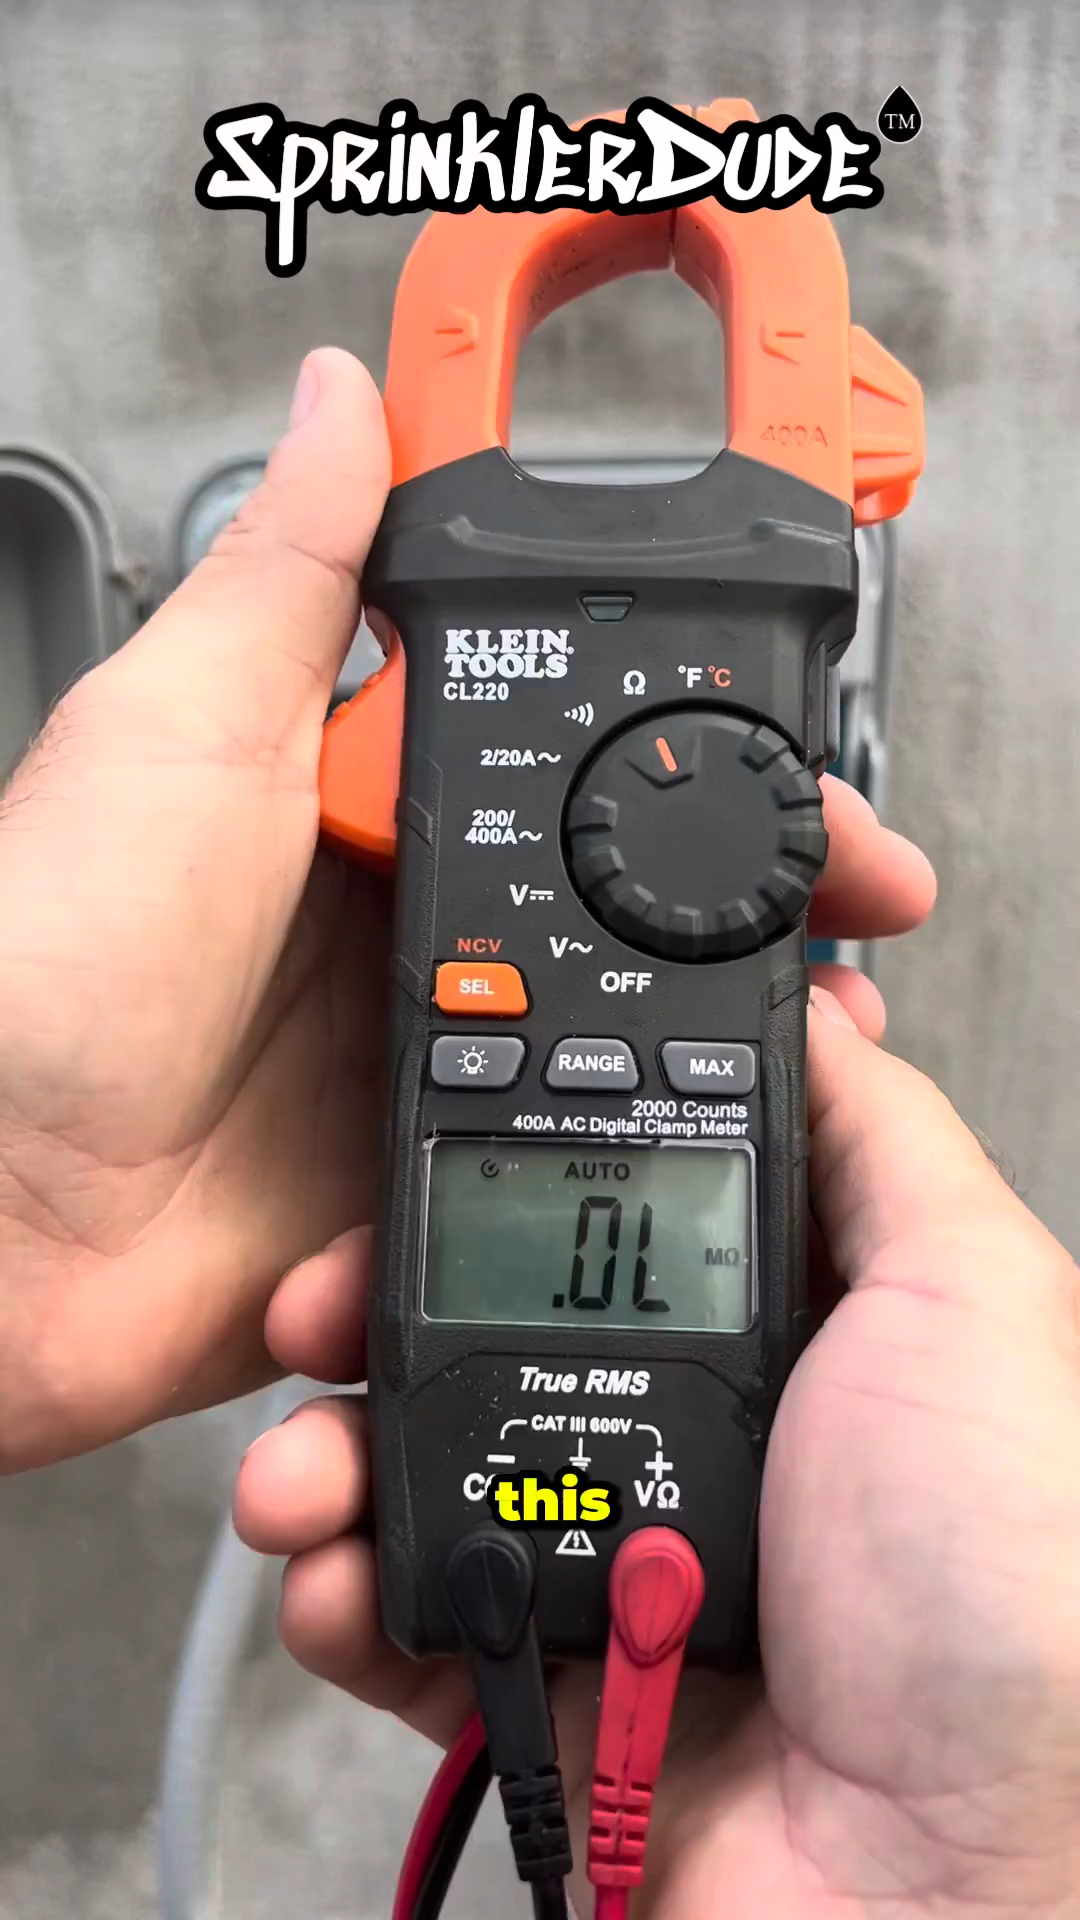 SprinklerDude
TM
400A
KLEIN
TOOLS
CL220
Ω
°F °C
2/20A~
200/
400A~
V⎓
V~
OFF
NCV
SEL
RANGE
MAX
2000 Counts
400A AC Digital Clamp Meter
AUTO
.0L
MΩ
True RMS
CAT III 600V
− +
VΩ
this